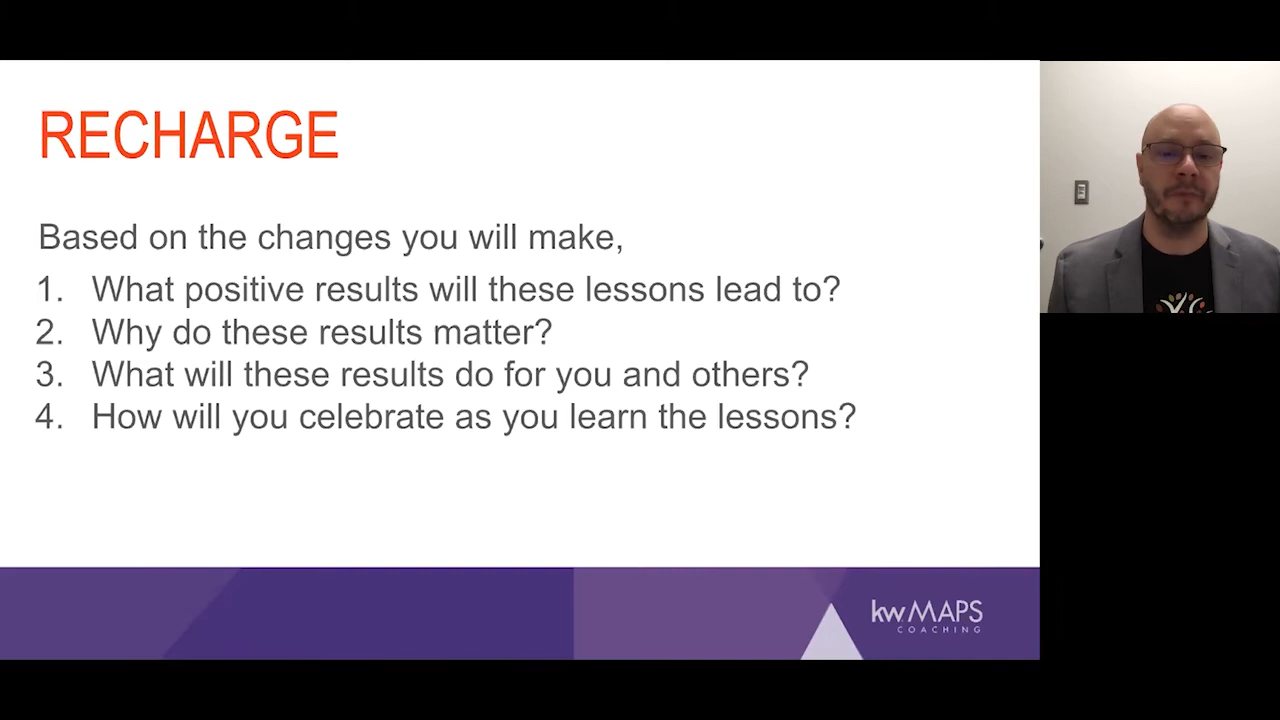 RECHARGE
Based on the changes you will make,
1. What positive results will these lessons lead to?
2. Why do these results matter?
3. What will these results do for you and others?
4. How will you celebrate as you learn the lessons?
kw MAPS
COACHING